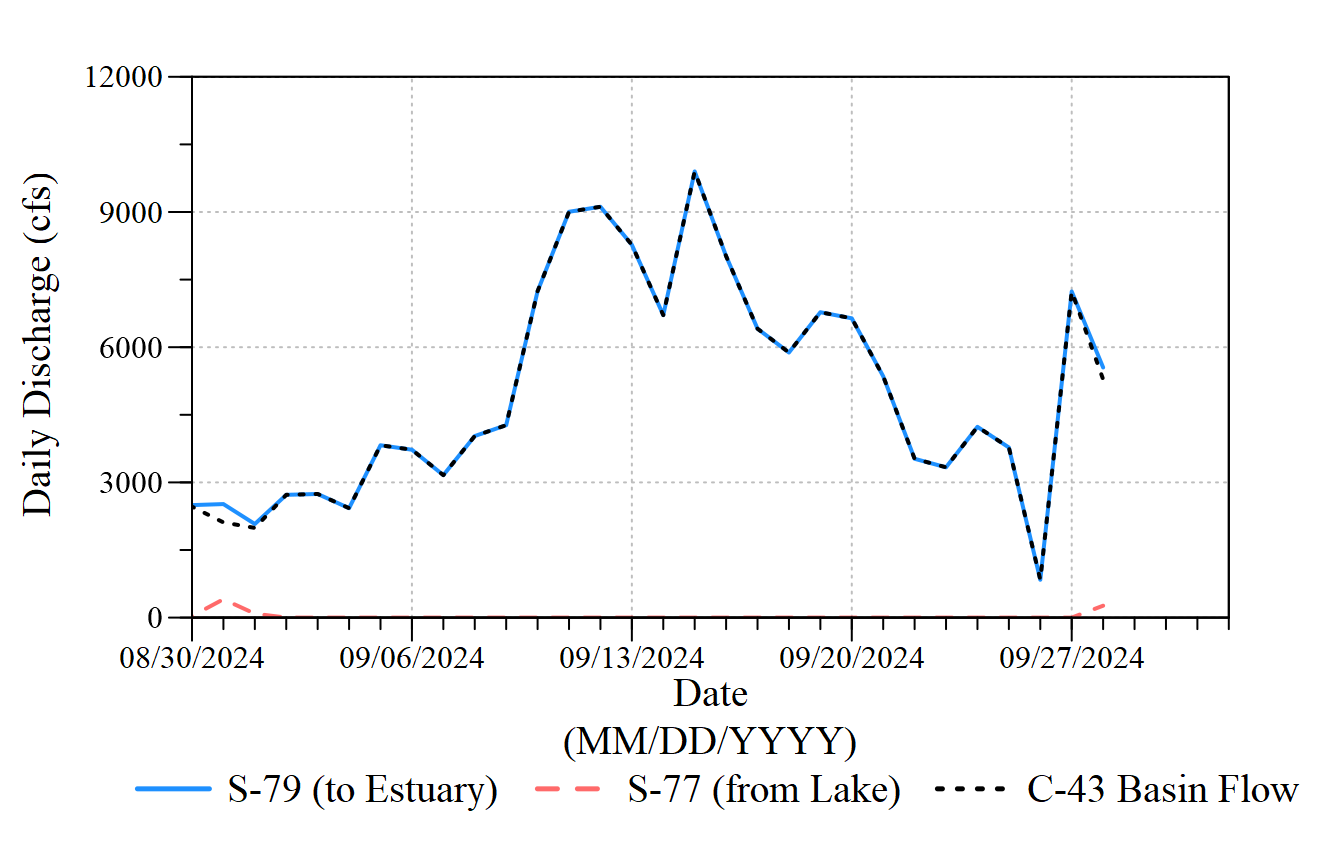 12000
9000
6000
3000
0
Daily Discharge (cfs)
08/30/2024 09/06/2024 09/13/2024 09/20/2024 09/27/2024
Date
(MM/DD/YYYY)
S-79 (to Estuary) S-77 (from Lake) C-43 Basin Flow